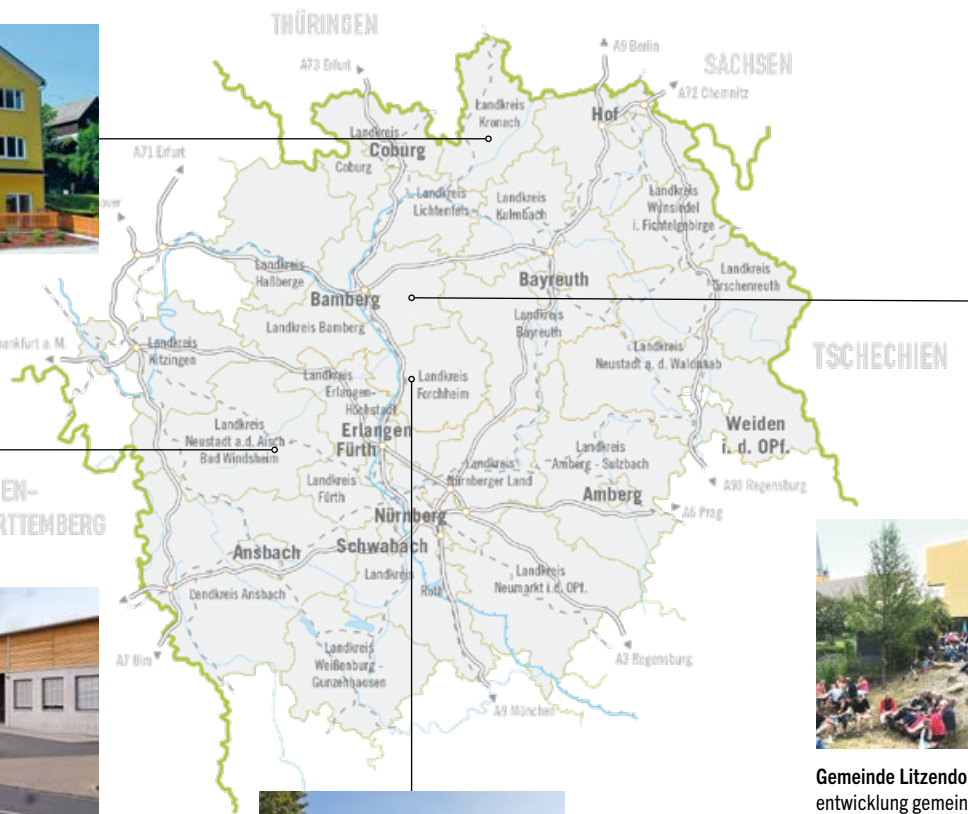 THÜRINGEN
A9 Berlin
A73 Erfurt
SACHSEN
A72 Chemnitz
Landkreis
Kronach
Hof
Landkreis
Coburg
Coburg
A71 Erfurt
Landkreis
Lichtenfels
Landkreis
Kulmbach
Landkreis
Wunsiedel
i. Fichtelgebirge
Landkreis
Haßberge
Bayreuth
Landkreis
Bamberg
Landkreis Bamberg
Landkreis
Bayreuth
Landkreis
Kitzingen
Landkreis
Neustadt a. d. Waldnaab
TSCHECHIEN
Landkreis
Erlangen-
Höchstadt
Landkreis
Forchheim
Landkreis
Neustadt a.d. Aisch -
Bad Windsheim
Erlangen
Fürth
Weiden
i. d. OPf.
Landkreis
Amberg - Sulzbach
Landkreis
Fürth
Landkreis
Nürnberger Land
A93 Regensburg
Amberg
A6 Prag
Nürnberg
Schwabach
Ansbach
Landkreis
Roth
Landkreis
Neumarkt i.d. OPf.
Landkreis Ansbach
Landkreis
Weißenburg -
Gunzenhausen
A7 Ulm
A3 Regensburg
A9 München
Gemeinde
entwicklung